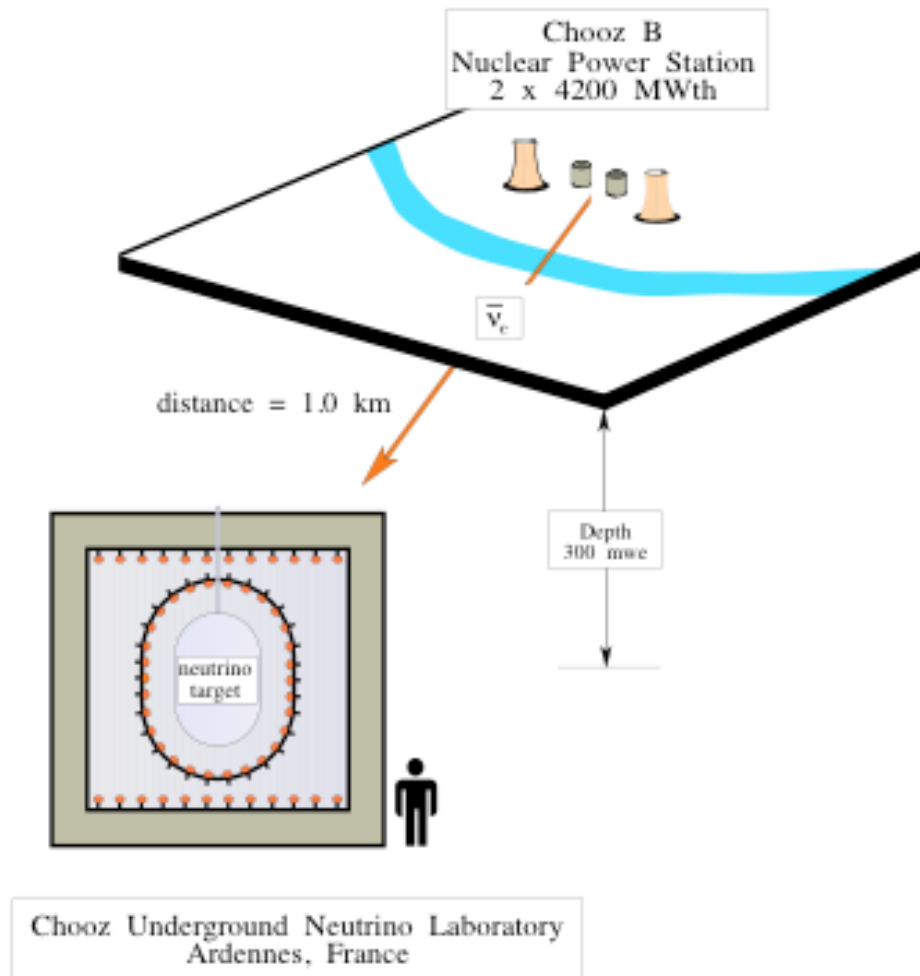 Chooz B
Nuclear Power Station
2 x 4200 MWth
ν̅e
distance = 1.0 km
Depth
300 mwe
neutrino
target
Chooz Underground Neutrino Laboratory
Ardennes, France